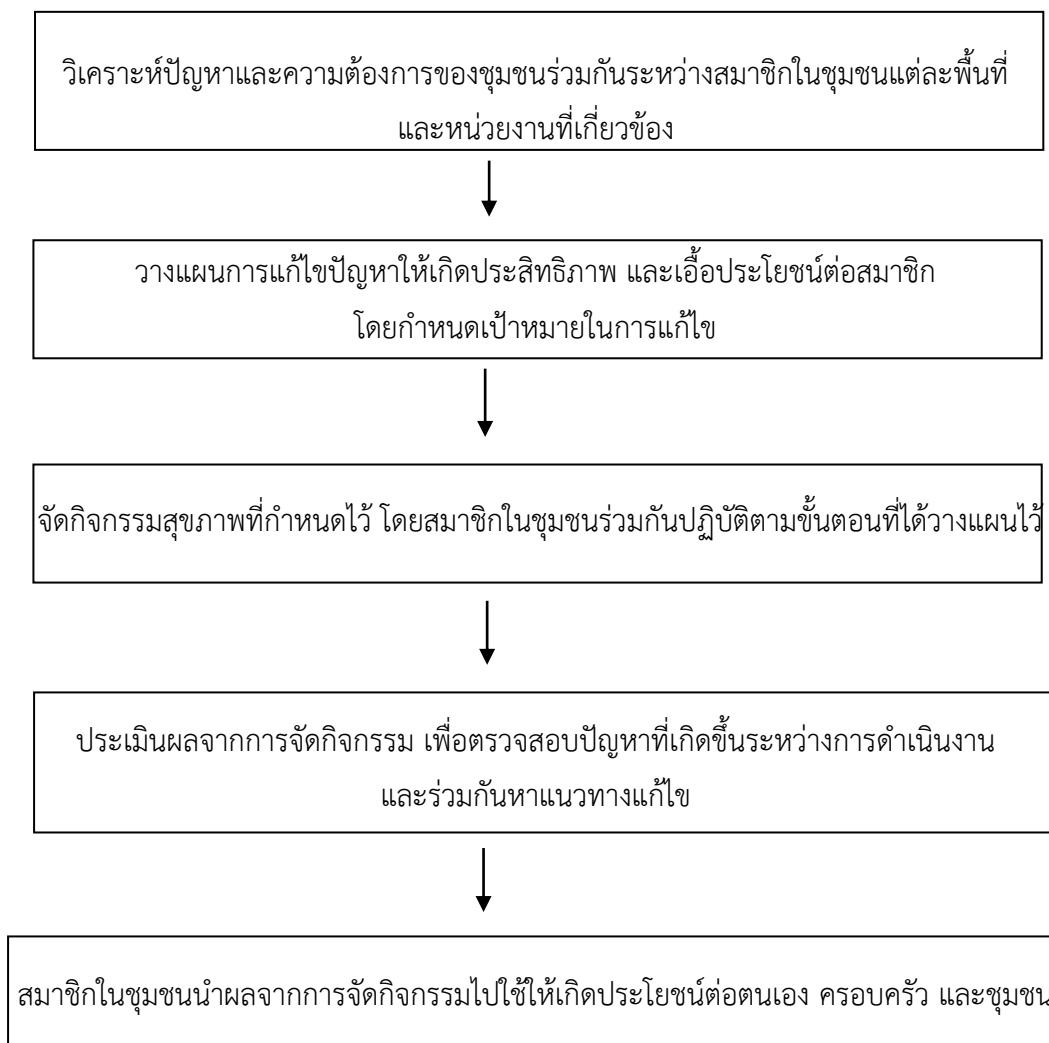 วิเคราะห์ปัญหาและความต้องการของชุมชนร่วมกันระหว่างสมาชิกในชุมชนแต่ละพื้นที่
และหน่วยงานที่เกี่ยวข้อง
วางแผนการแก้ไขปัญหาให้เกิดประสิทธิภาพ และเอื้อประโยชน์ต่อสมาชิก
โดยกำหนดเป้าหมายในการแก้ไข
จัดกิจกรรมสุขภาพที่กำหนดไว้ โดยสมาชิกในชุมชนร่วมกันปฏิบัติตามขั้นตอนที่ได้วางแผนไว้
ประเมินผลจากการจัดกิจกรรม เพื่อตรวจสอบปัญหาที่เกิดขึ้นระหว่างการดำเนินงาน
และร่วมกันหาแนวทางแก้ไข
สมาชิกในชุมชนนำผลจากการจัดกิจกรรมไปใช้ให้เกิดประโยชน์ต่อตนเอง ครอบครัว และชุมชน